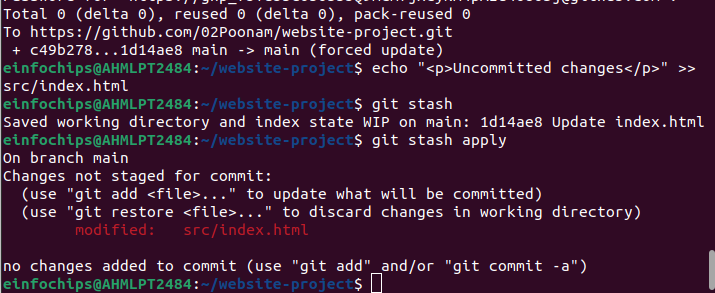 Total 0 (delta 0), reused 0 (delta 0), pack-reused 0
To https://github.com/02Poonam/website-project.git
 + c49b278...1d14ae8 main -> main (forced update)
einfochips@AHMLPT2484:~/website-project$ echo "<p>Uncommitted changes</p>" >>
src/index.html
einfochips@AHMLPT2484:~/website-project$ git stash
Saved working directory and index state WIP on main: 1d14ae8 Update index.html
einfochips@AHMLPT2484:~/website-project$ git stash apply
On branch main
Changes not staged for commit:
  (use "git add <file>..." to update what will be committed)
  (use "git restore <file>..." to discard changes in working directory)
        modified:   src/index.html
no changes added to commit (use "git add" and/or "git commit -a")
einfochips@AHMLPT2484:~/website-project$